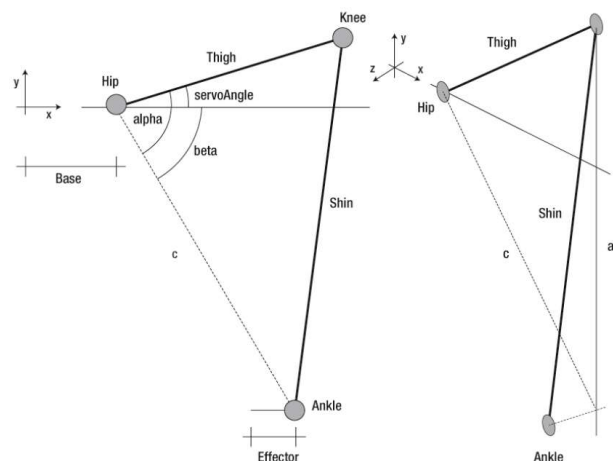 Knee
Thigh
y
Hip
servoAngle
x
alpha
beta
Base
Shin
c
Ankle
Effector
y
Thigh
z
x
Hip
Shin
c
a
Ankle